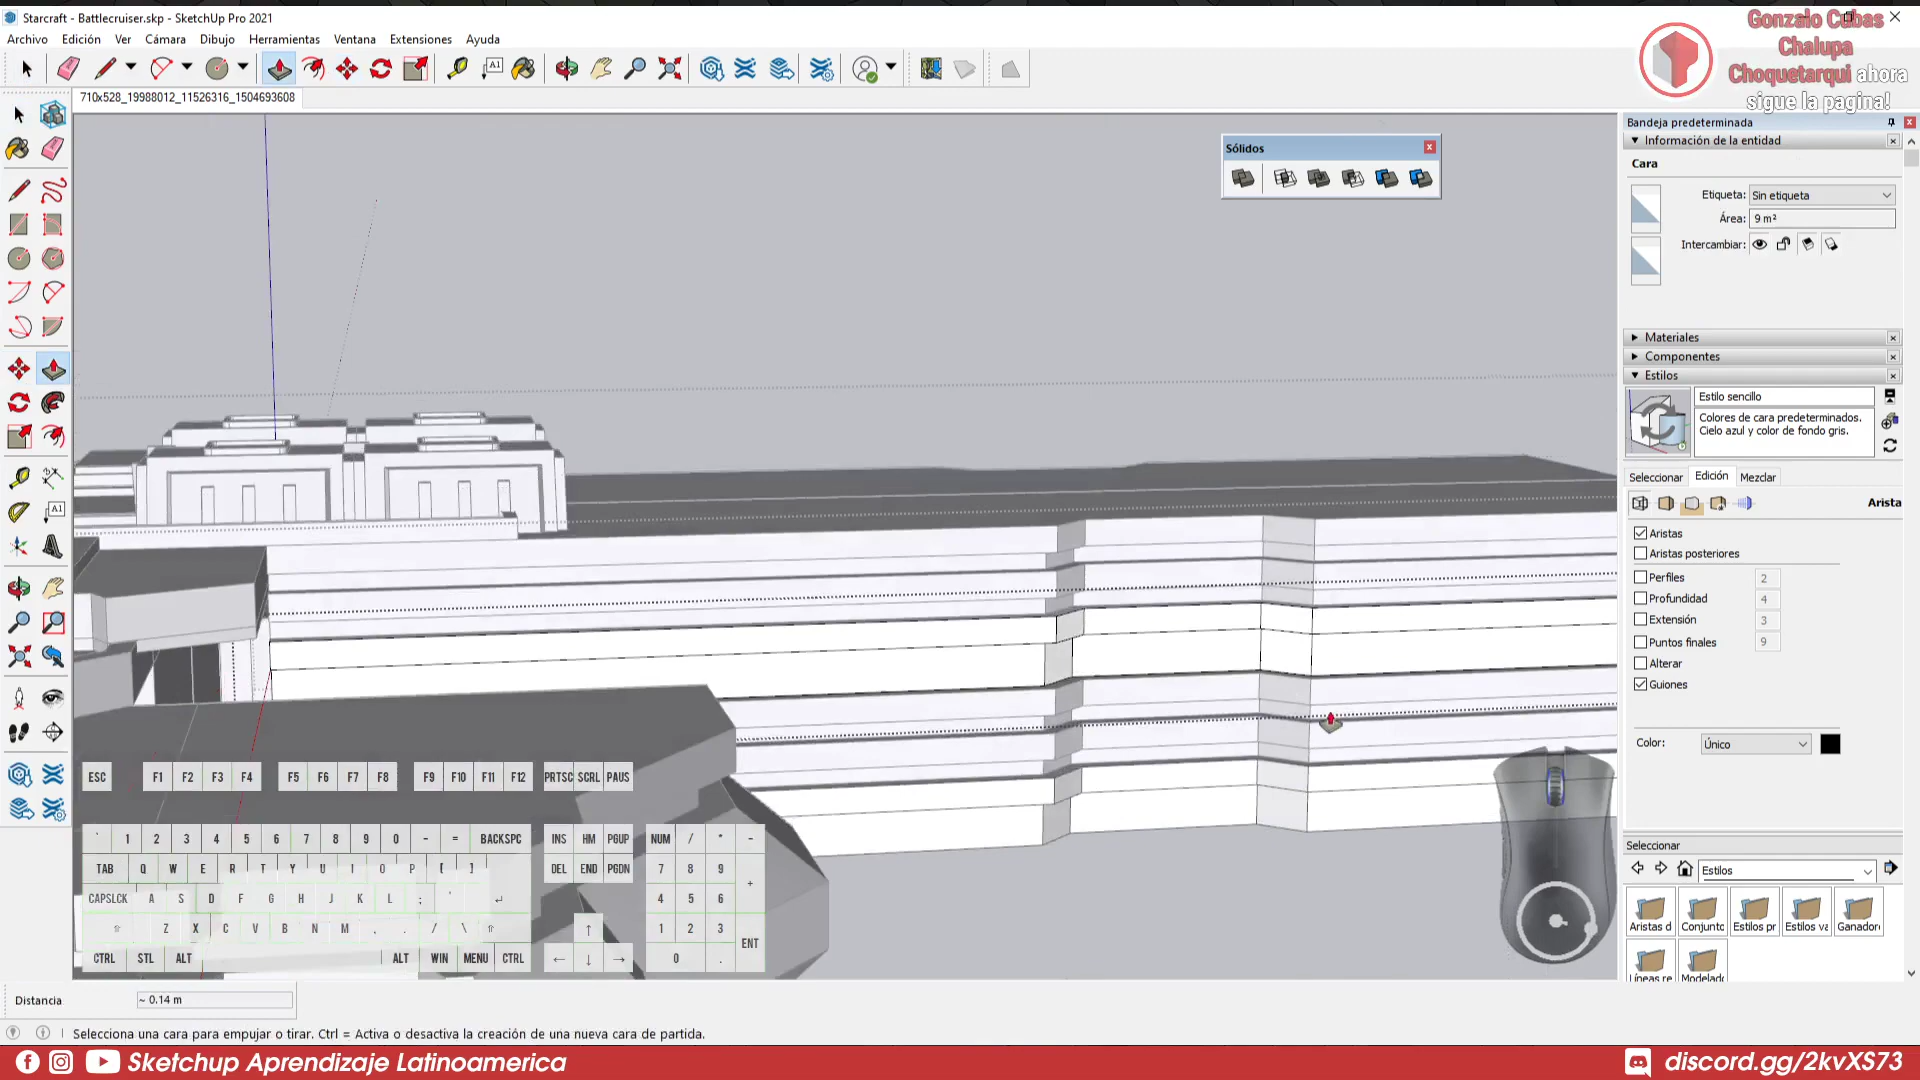 Starcraft - Battlecruiser.skp - SketchUp Pro 2021
Gonzalo Cubas
Chalupa
Choquetarqui ahora
sigue la pagina!
Archivo Edición Ver Cámara Dibujo Herramientas Ventana Extensiones Ayuda
710x528_19988012_11526316_1504693608
Sólidos
Bandeja predeterminada
Información de la entidad
Cara
Etiqueta: Sin etiqueta
Área: 9 m²
Intercambiar:
Materiales
Componentes
Estilos
Estilo sencillo
Colores de cara predeterminados.
Cielo azul y color de fondo gris.
Seleccionar Edición Mezclar
Arista
Aristas
Aristas posteriores
Perfiles 2
Profundidad 4
Extensión 3
Puntos finales 9
Alterar
Guiones
Color: Único
Seleccionar
Estilos
Aristas d Conjunto Estilos pr Estilos va Ganador
Líneas re Modelad
ESC F1 F2 F3 F4 F5 F6 F7 F8 F9 F10 F11 F12 PRTSC SCRL PAUS
` 1 2 3 4 5 6 7 8 9 0 - = BACKSPC INS HM PGUP NUM / * -
TAB Q W E R T Y U I O P [ ] DEL END PGDN 7 8 9 +
CAPSLCK A S D F G H J K L ; ' ↵ 4 5 6
⇧ Z X C V B N M , . / \ ⇧ ↑ 1 2 3 ENT
CTRL STL ALT ALT WIN MENU CTRL ← ↓ → 0 .
Distancia ~ 0.14 m
Selecciona una cara para empujar o tirar. Ctrl = Activa o desactiva la creación de una nueva cara de partida.
Sketchup Aprendizaje Latinoamerica
discord.gg/2kvXS73